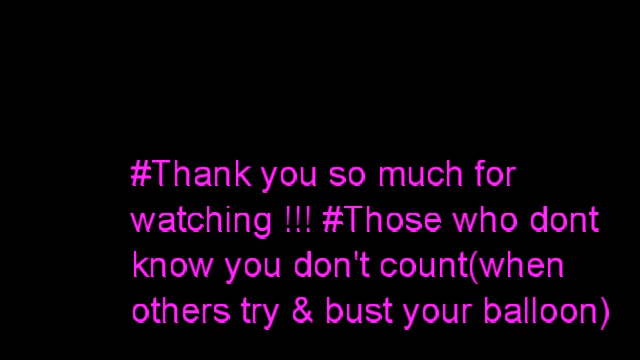 #Thank you so much for
watching !!! #Those who dont
know you don't count(when
others try & bust your balloon)